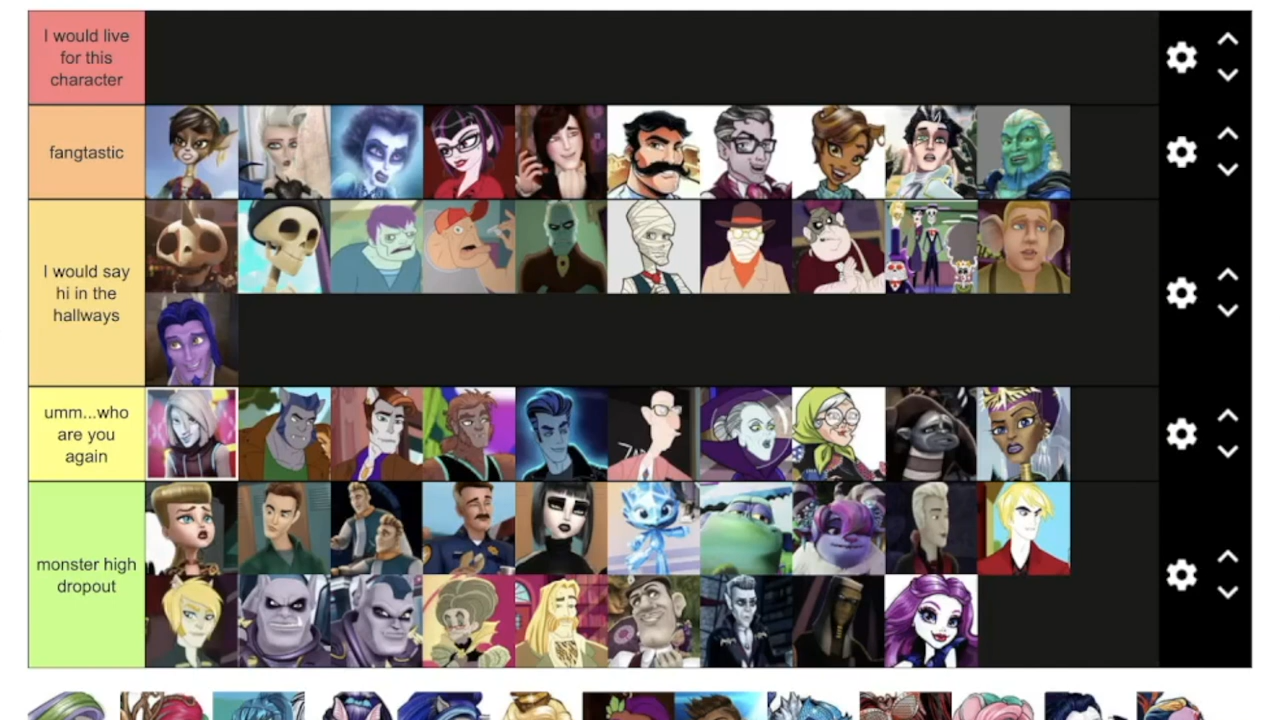 I would live
for this
character
fangtastic
I would say
hi in the
hallways
umm...who
are you
again
monster high
dropout